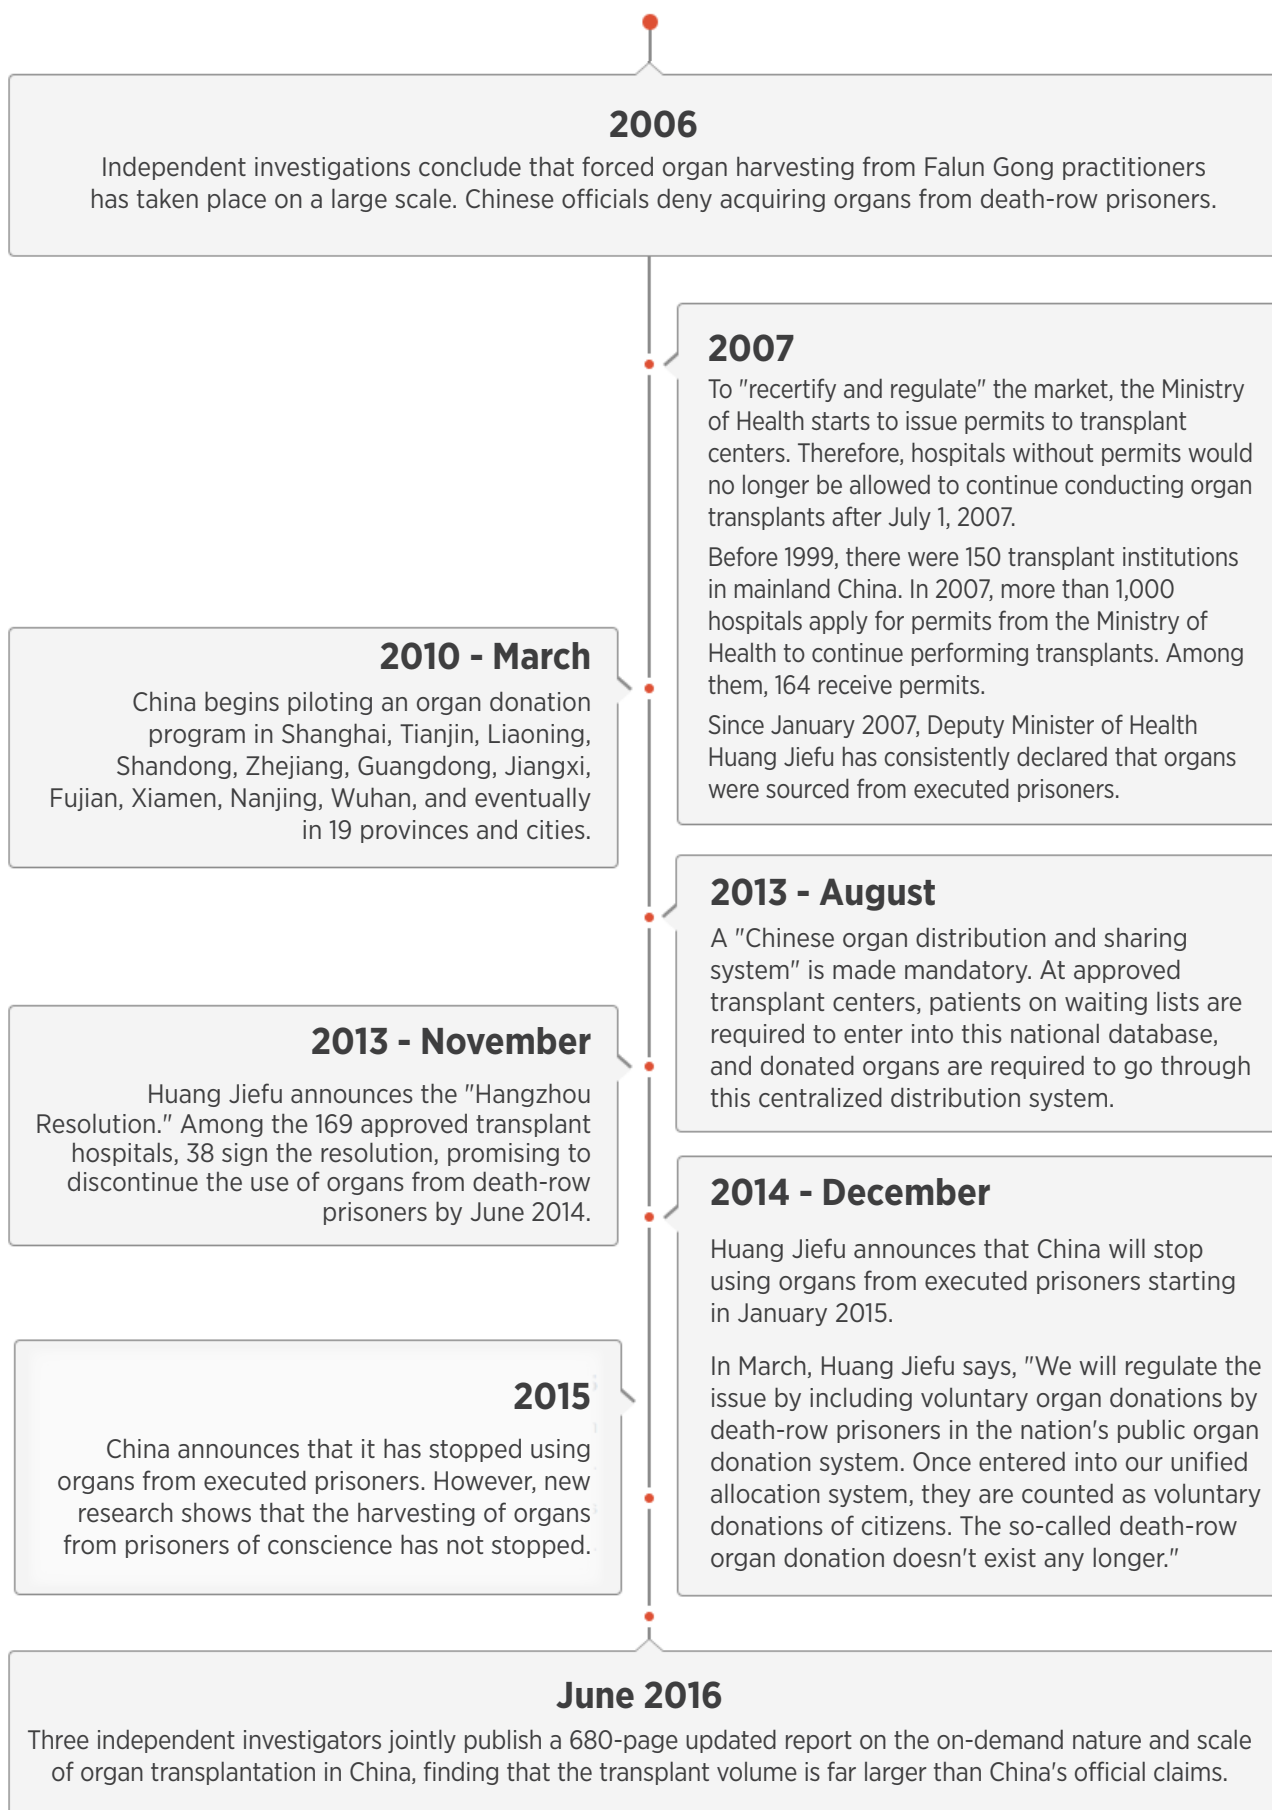 2006
Independent investigations conclude that forced organ harvesting from Falun Gong practitioners
has taken place on a large scale. Chinese officials deny acquiring organs from death-row prisoners.
2007
To "recertify and regulate" the market, the Ministry
of Health starts to issue permits to transplant
centers. Therefore, hospitals without permits would
no longer be allowed to continue conducting organ
transplants after July 1, 2007.
Before 1999, there were 150 transplant institutions
in mainland China. In 2007, more than 1,000
hospitals apply for permits from the Ministry of
Health to continue performing transplants. Among
them, 164 receive permits.
Since January 2007, Deputy Minister of Health
Huang Jiefu has consistently declared that organs
were sourced from executed prisoners.
2010 - March
China begins piloting an organ donation
program in Shanghai, Tianjin, Liaoning,
Shandong, Zhejiang, Guangdong, Jiangxi,
Fujian, Xiamen, Nanjing, Wuhan, and eventually
in 19 provinces and cities.
2013 - August
A "Chinese organ distribution and sharing
system" is made mandatory. At approved
transplant centers, patients on waiting lists are
required to enter into this national database,
and donated organs are required to go through
this centralized distribution system.
2013 - November
Huang Jiefu announces the "Hangzhou
Resolution." Among the 169 approved transplant
hospitals, 38 sign the resolution, promising to
discontinue the use of organs from death-row
prisoners by June 2014.
2014 - December
Huang Jiefu announces that China will stop
using organs from executed prisoners starting
in January 2015.
In March, Huang Jiefu says, "We will regulate the
issue by including voluntary organ donations by
death-row prisoners in the nation's public organ
donation system. Once entered into our unified
allocation system, they are counted as voluntary
donations of citizens. The so-called death-row
organ donation doesn't exist any longer."
2015
China announces that it has stopped using
organs from executed prisoners. However, new
research shows that the harvesting of organs
from prisoners of conscience has not stopped.
June 2016
Three independent investigators jointly publish a 680-page updated report on the on-demand nature and scale
of organ transplantation in China, finding that the transplant volume is far larger than China's official claims.